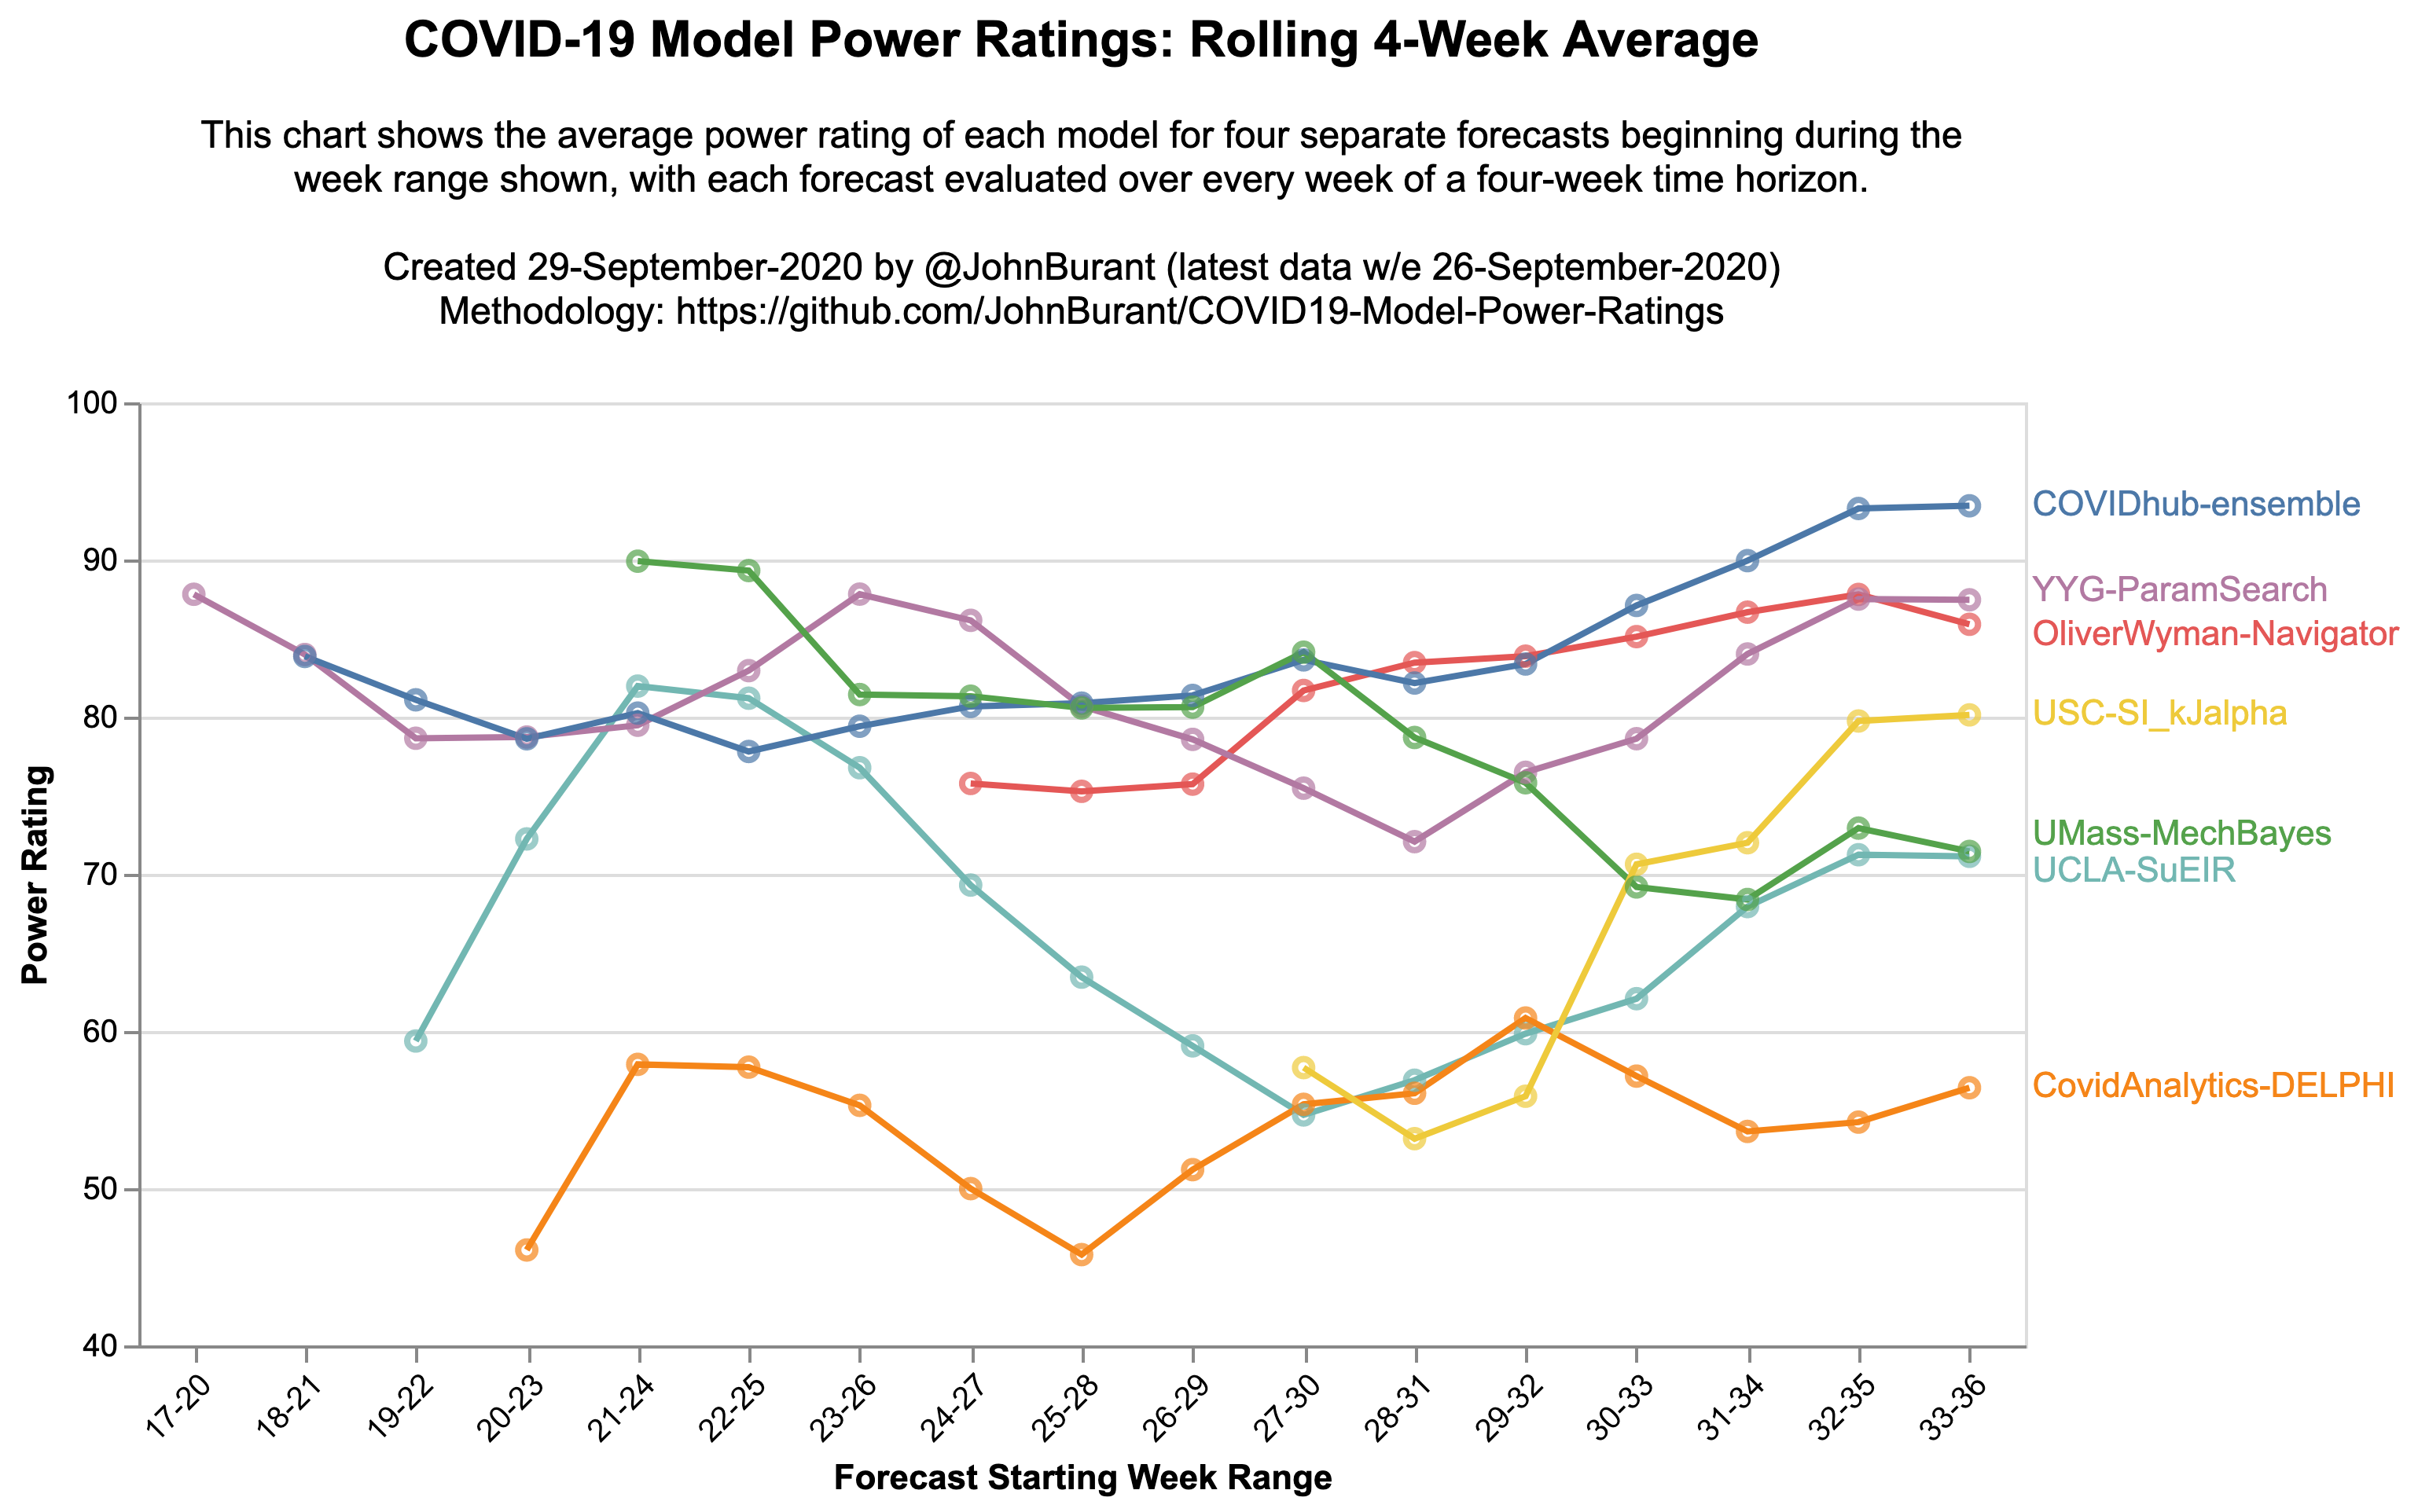 COVID-19 Model Power Ratings: Rolling 4-Week Average
This chart shows the average power rating of each model for four separate forecasts beginning during the
week range shown, with each forecast evaluated over every week of a four-week time horizon.
Created 29-September-2020 by @JohnBurant (latest data w/e 26-September-2020)
Methodology: https://github.com/JohnBurant/COVID19-Model-Power-Ratings
100
90
80
70
60
50
40
Power Rating
COVIDhub-ensemble
YYG-ParamSearch
OliverWyman-Navigator
USC-SI_kJalpha
UMass-MechBayes
UCLA-SuEIR
CovidAnalytics-DELPHI
17-20
18-21
19-22
20-23
21-24
22-25
23-26
24-27
25-28
26-29
27-30
28-31
29-32
30-33
31-34
32-35
33-36
Forecast Starting Week Range